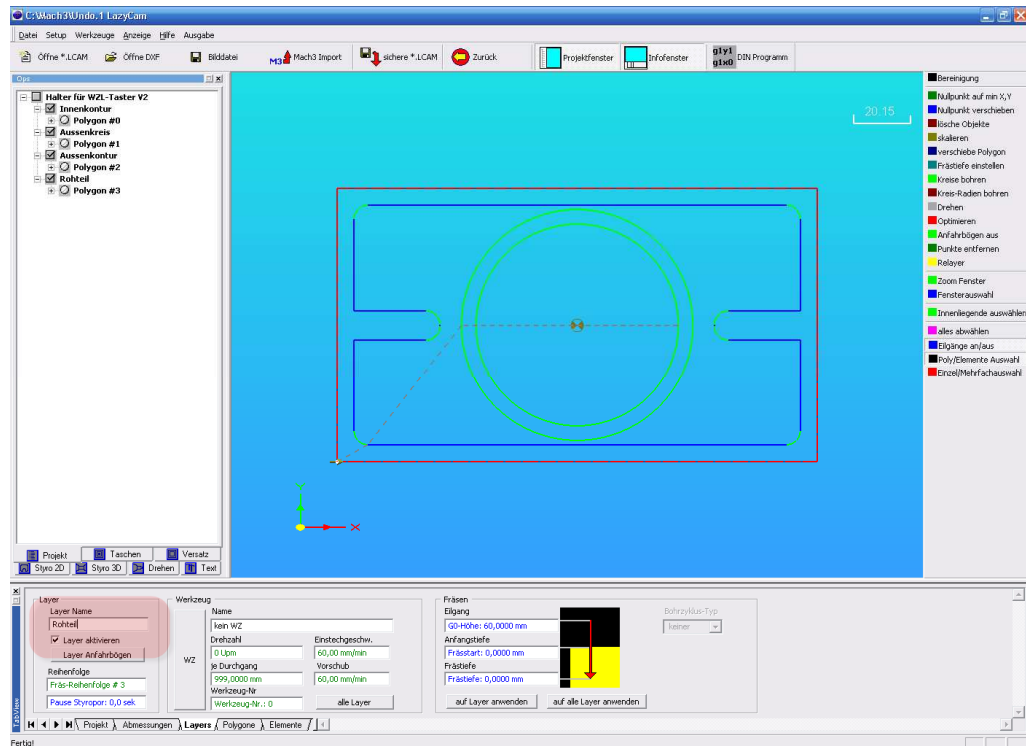 C:\Mach3\Undo.1 LazyCam
Datei Setup Werkzeuge Anzeige Hilfe Ausgabe
Öffne *.LCAM Öffne DXF Bilddatei M3 Mach3 Import sichere *.LCAM Zurück Projektfenster Infofenster g1y1 g1x0 DIN Programm
Ops
Halter für WZL-Taster V2
Innenkontur
Polygon #0
Aussenkreis
Polygon #1
Aussenkontur
Polygon #2
Rohteil
Polygon #3
20.15
Y
X
Bereinigung
Nullpunkt auf min X,Y
Nullpunkt verschieben
lösche Objekte
skalieren
verschiebe Polygon
Frästiefe einstellen
Kreise bohren
Kreis-Radien bohren
Drehen
Optimieren
Anfahrbögen aus
Punkte entfernen
Relayer
Zoom Fenster
Fensterauswahl
Innenliegende auswählen
alles abwählen
Eilgänge an/aus
Poly/Elemente Auswahl
Einzel/Mehrfachauswahl
Projekt Taschen Versatz
Styro 2D Styro 3D Drehen Text
TabView
Layer
Layer Name
Rohteil
Layer aktivieren
Layer Anfahrbögen
Reihenfolge
Fräs-Reihenfolge # 3
Pause Styropor: 0,0 sek
Werkzeug
WZ
Name
kein WZ
Drehzahl Einstechgeschw.
0 Upm 60,00 mm/min
je Durchgang Vorschub
999,0000 mm 60,00 mm/min
Werkzeug-Nr
Werkzeug-Nr.: 0 alle Layer
Fräsen
Eilgang
G0-Höhe: 60,0000 mm
Anfangstiefe
Frässtart: 0,0000 mm
Frästiefe
Frästiefe: 0,0000 mm
auf Layer anwenden auf alle Layer anwenden
Bohrzyklus-Typ
keiner
Projekt Abmessungen Layers Polygone Elemente
Fertig!